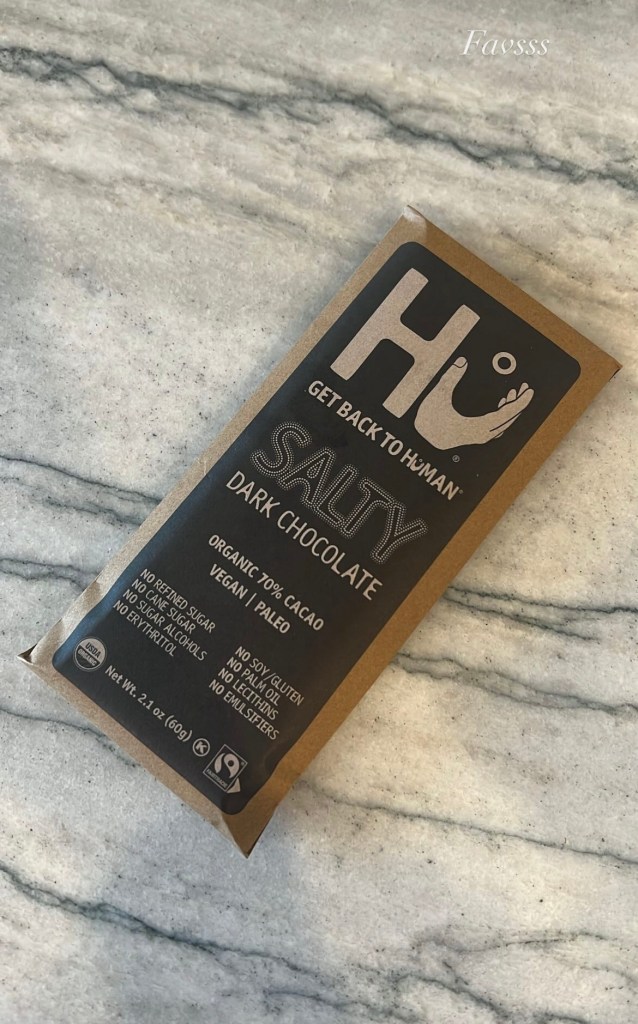 Favsss
Hu
GET BACK TO HUMAN®
SALTY
DARK CHOCOLATE
ORGANIC 70% CACAO
VEGAN | PALEO
NO REFINED SUGAR
NO CANE SUGAR
NO SUGAR ALCOHOLS
NO ERYTHRITOL
NO SOY/GLUTEN
NO PALM OIL
NO LECITHINS
NO EMULSIFIERS
USDA
ORGANIC
Net Wt. 2.1 oz (60g)
K
FAIRTRADE